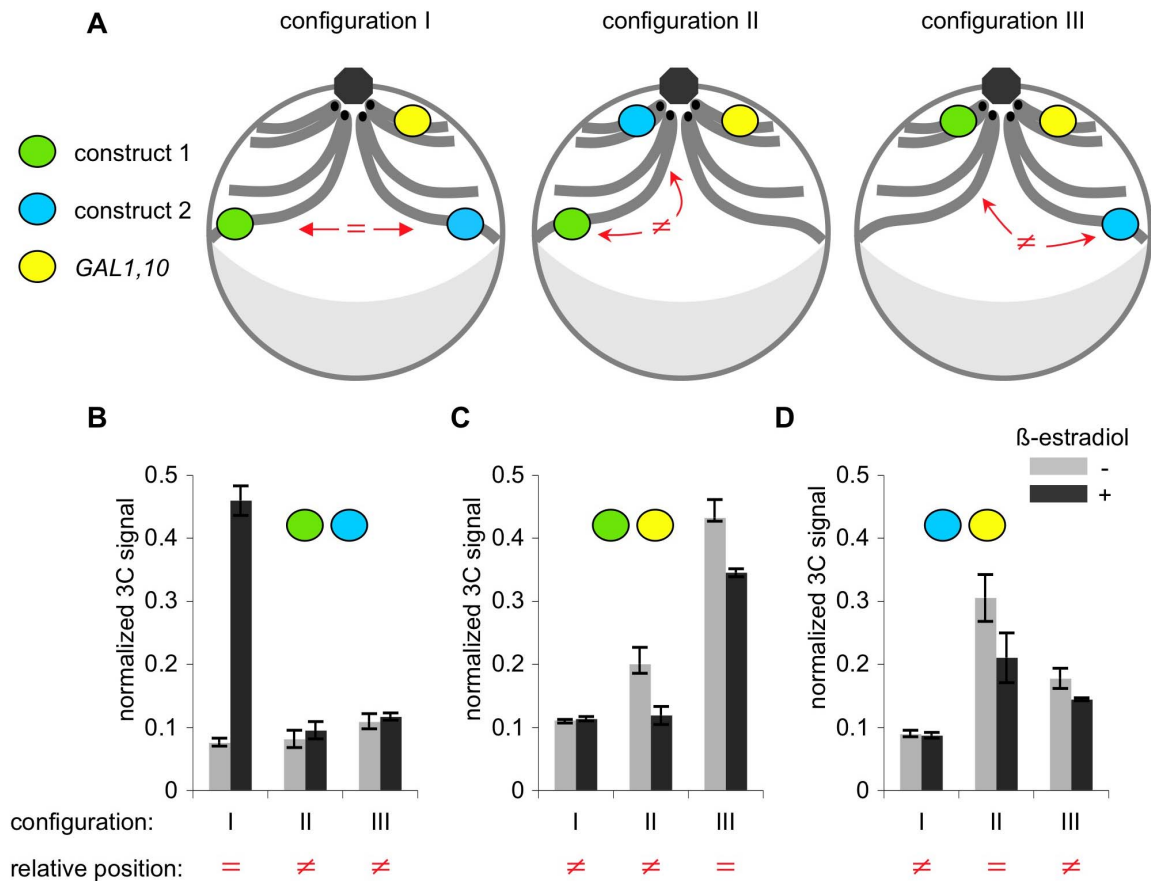 A
configuration I
configuration II
configuration III
construct 1
construct 2
GAL1,10
=
≠
≠
B
C
D
ß-estradiol
-
+
normalized 3C signal
0.5
0.4
0.3
0.2
0.1
0
normalized 3C signal
0.5
0.4
0.3
0.2
0.1
0
normalized 3C signal
0.5
0.4
0.3
0.2
0.1
0
configuration: I II III I II III I II III
relative position: = ≠ ≠ ≠ ≠ = ≠ = ≠